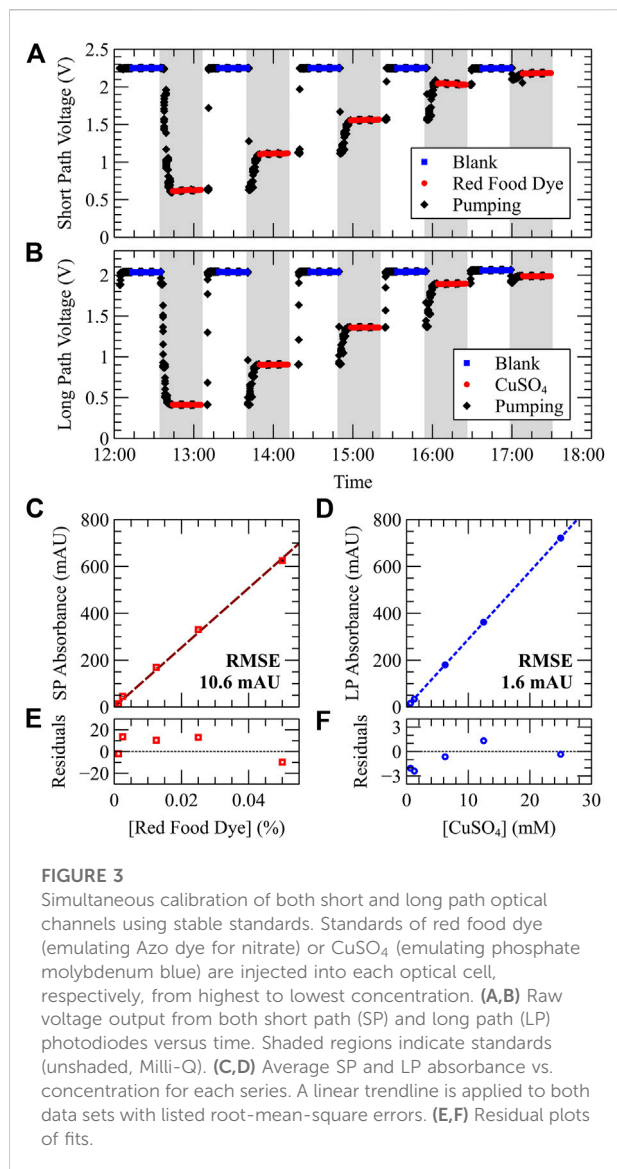 A
2.5
2
1.5
1
0.5
0
Short Path Voltage (V)
Blank
Red Food Dye
Pumping
B
2
1.5
1
0.5
0
Long Path Voltage (V)
Blank
CuSO₄
Pumping
12:00 13:00 14:00 15:00 16:00 17:00 18:00
Time
C
800
600
400
200
0
SP Absorbance (mAU)
RMSE
10.6 mAU
D
800
600
400
200
0
LP Absorbance (mAU)
RMSE
1.6 mAU
E
20
0
−20
Residuals
0 0.02 0.04
[Red Food Dye] (%)
F
3
0
−3
Residuals
0 10 20 30
[CuSO₄] (mM)
FIGURE 3
Simultaneous calibration of both short and long path optical
channels using stable standards. Standards of red food dye
(emulating Azo dye for nitrate) or CuSO₄ (emulating phosphate
molybdenum blue) are injected into each optical cell,
respectively, from highest to lowest concentration. (A,B) Raw
voltage output from both short path (SP) and long path (LP)
photodiodes versus time. Shaded regions indicate standards
(unshaded, Milli-Q). (C,D) Average SP and LP absorbance vs.
concentration for each series. A linear trendline is applied to both
data sets with listed root-mean-square errors. (E,F) Residual plots
of fits.